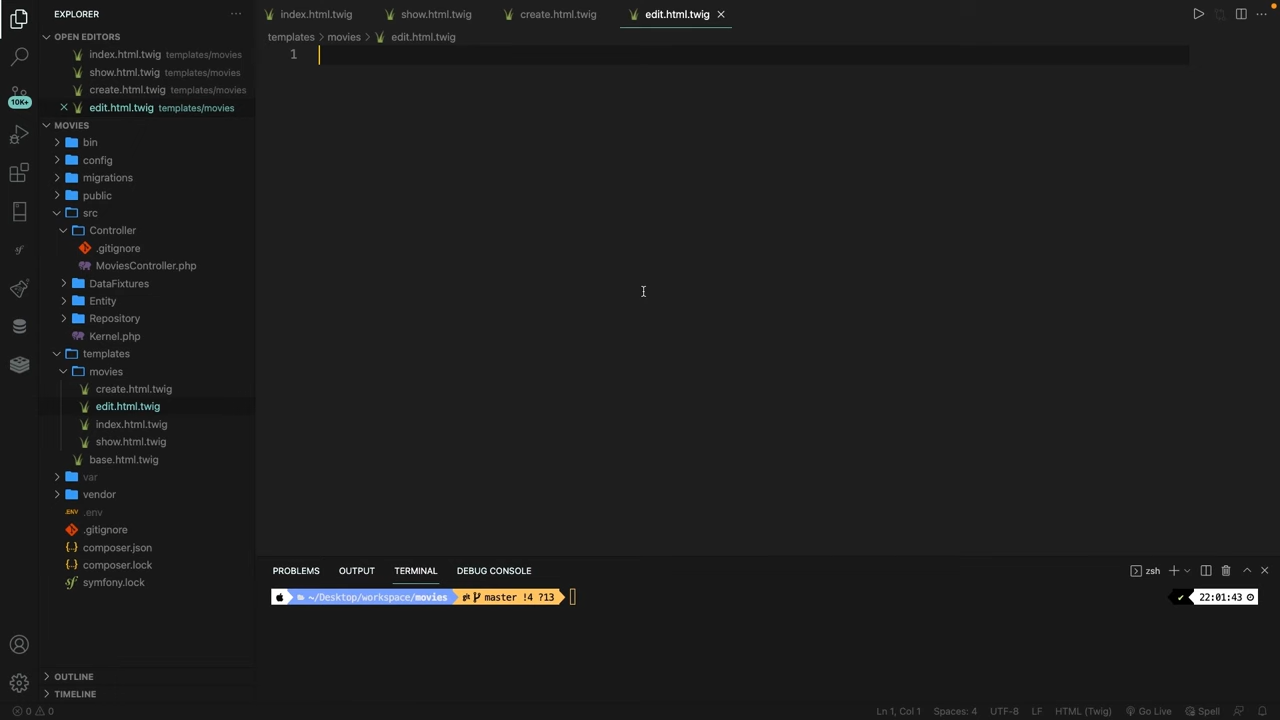 EXPLORER
···
index.html.twig
show.html.twig
create.html.twig
edit.html.twig
OPEN EDITORS
index.html.twig templates/movies
show.html.twig templates/movies
create.html.twig templates/movies
edit.html.twig templates/movies
templates > movies > edit.html.twig
1
10K+
MOVIES
bin
config
migrations
public
src
Controller
.gitignore
MoviesController.php
DataFixtures
Entity
Repository
Kernel.php
templates
movies
create.html.twig
edit.html.twig
index.html.twig
show.html.twig
base.html.twig
var
vendor
.ENV .env
.gitignore
{..} composer.json
{..} composer.lock
sf symfony.lock
OUTLINE
TIMELINE
PROBLEMS OUTPUT TERMINAL DEBUG CONSOLE
zsh
~/Desktop/workspace/movies master !4 ?13
✔ 22:01:43
0 0
Ln 1, Col 1 Spaces: 4 UTF-8 LF HTML (Twig) Go Live Spell